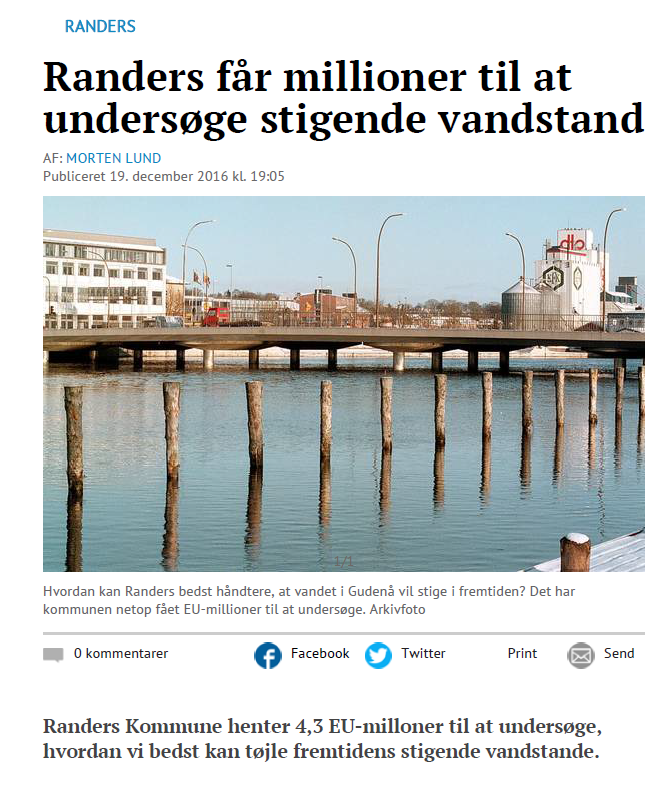 RANDERS
Randers får millioner til at
undersøge stigende vandstand
AF: MORTEN LUND
Publiceret 19. december 2016 kl. 19:05
dlg
1/1
Hvordan kan Randers bedst håndtere, at vandet i Gudenå vil stige i fremtiden? Det har
kommunen netop fået EU-millioner til at undersøge. Arkivfoto
0 kommentarer
Facebook
Twitter
Print
Send
Randers Kommune henter 4,3 EU-milloner til at undersøge,
hvordan vi bedst kan tøjle fremtidens stigende vandstande.